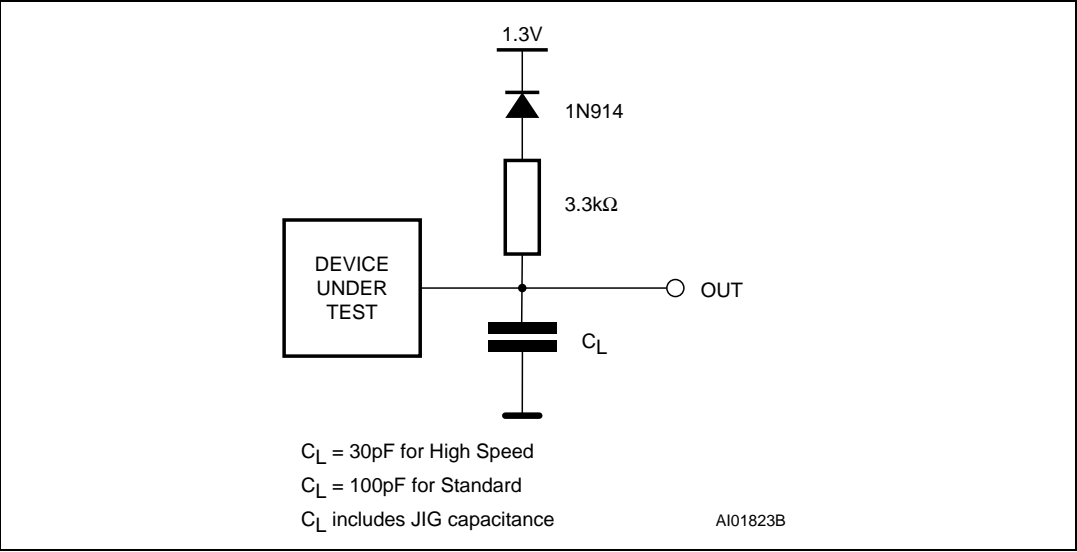 1.3V
1N914
3.3kΩ
DEVICE
UNDER
TEST
OUT
CL
CL = 30pF for High Speed
CL = 100pF for Standard
CL includes JIG capacitance
AI01823B